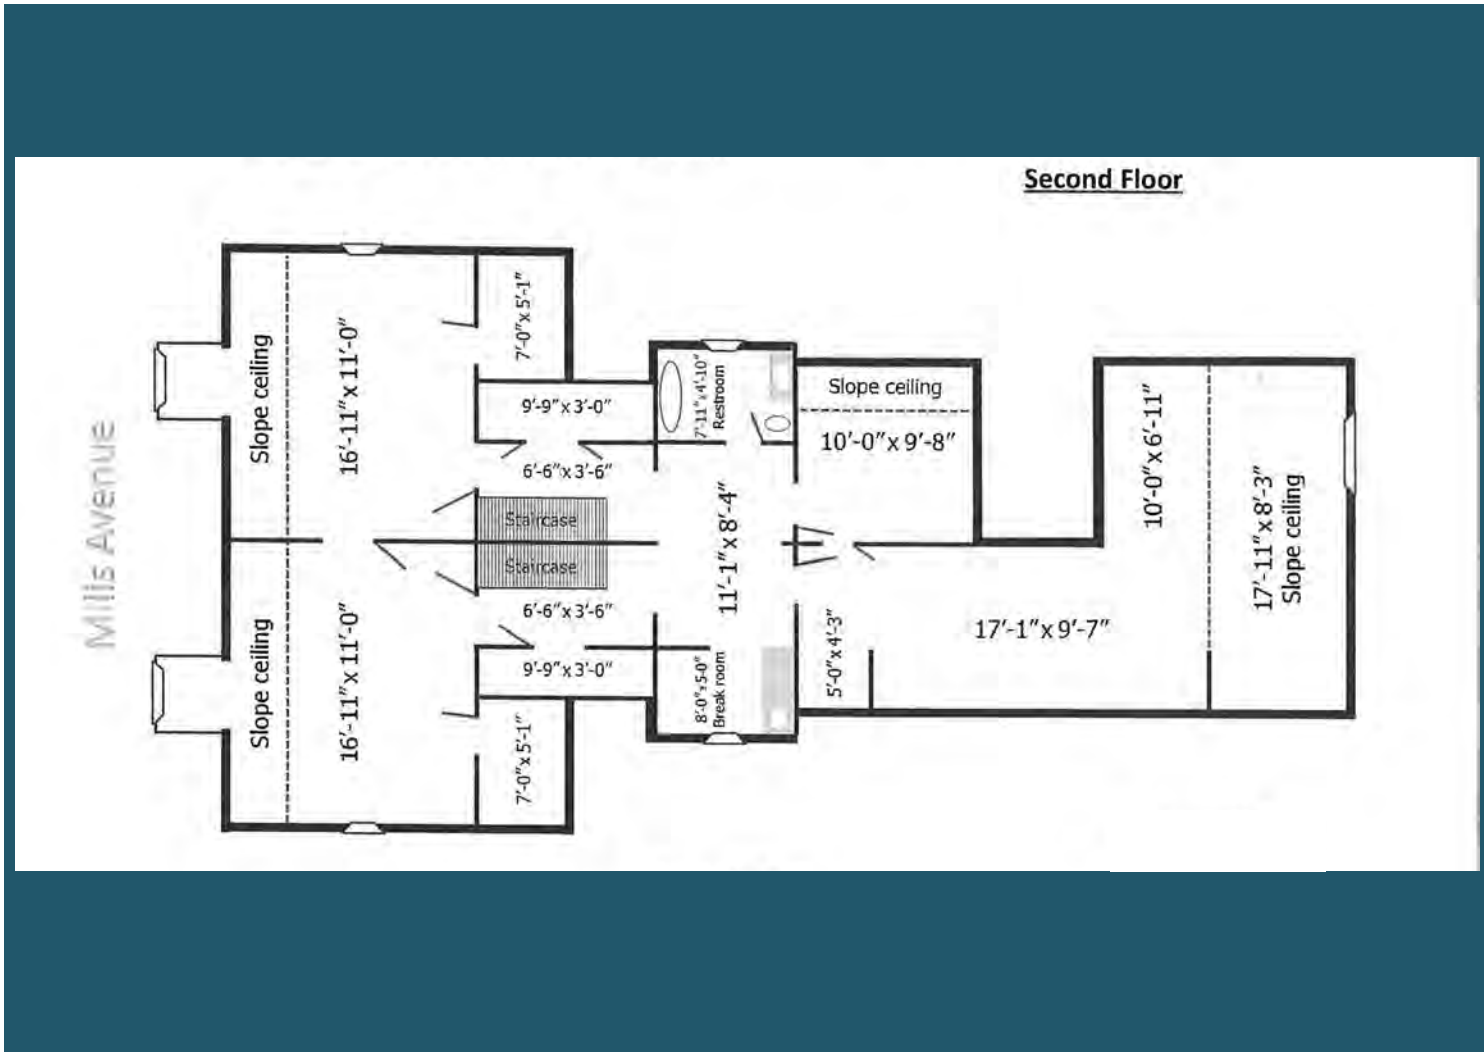 Second Floor
Mills Avenue
Slope ceiling
16'-11" x 11'-0"
7'-0" x 5'-1"
9'-9" x 3'-0"
6'-6" x 3'-6"
Staircase
Staircase
6'-6" x 3'-6"
9'-9" x 3'-0"
7'-0" x 5'-1"
Slope ceiling
16'-11" x 11'-0"
7'-11" x 4'-10"
Restroom
11'-1" x 8'-4"
8'-0" x 5'-0"
Break room
Slope ceiling
10'-0" x 9'-8"
5'-0" x 4'-3"
17'-1" x 9'-7"
10'-0" x 6'-11"
17'-11" x 8'-3"
Slope ceiling